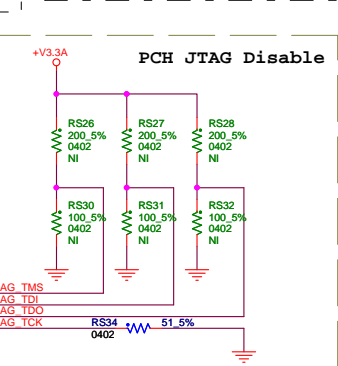 +V3.3A
PCH JTAG Disable
RS26
200_5%
0402
NI
RS27
200_5%
0402
NI
RS28
200_5%
0402
NI
RS30
100_5%
0402
NI
RS31
100_5%
0402
NI
RS32
100_5%
0402
NI
AG_TMS
AG_TDI
AG_TDO
AG_TCK
RS34
51_5%
0402